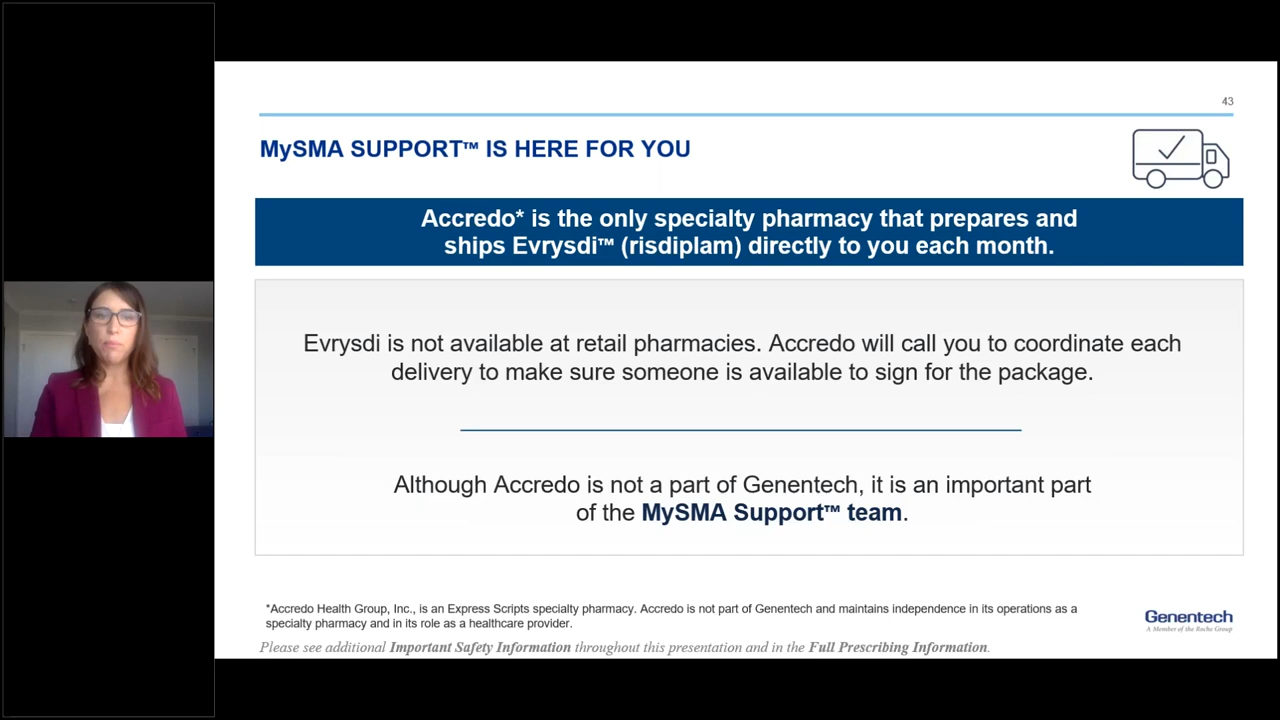 43
MySMA SUPPORT™ IS HERE FOR YOU
Accredo* is the only specialty pharmacy that prepares and
ships Evrysdi™ (risdiplam) directly to you each month.
Evrysdi is not available at retail pharmacies. Accredo will call you to coordinate each
delivery to make sure someone is available to sign for the package.
Although Accredo is not a part of Genentech, it is an important part
of the MySMA Support™ team.
*Accredo Health Group, Inc., is an Express Scripts specialty pharmacy. Accredo is not part of Genentech and maintains independence in its operations as a
specialty pharmacy and in its role as a healthcare provider.
Genentech
A Member of the Roche Group
Please see additional Important Safety Information throughout this presentation and in the Full Prescribing Information.